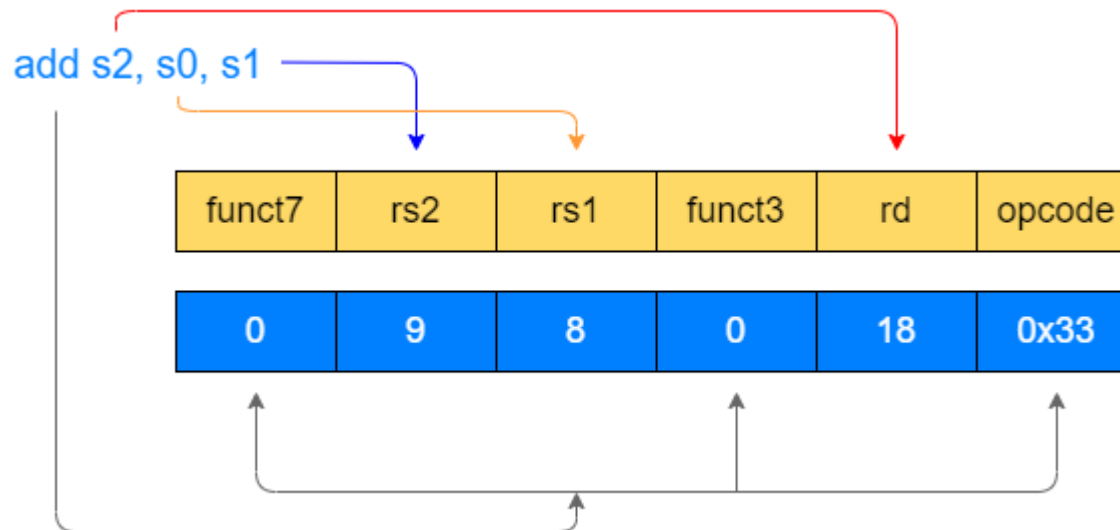 add s2, s0, s1
funct7 rs2 rs1 funct3 rd opcode
0 9 8 0 18 0x33